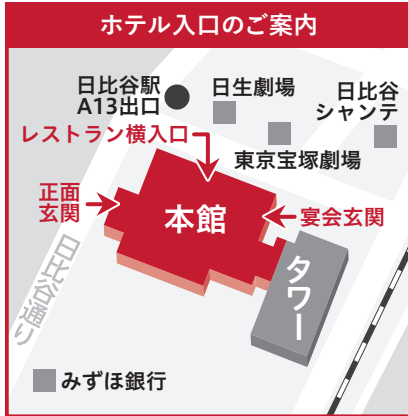 ホテル入口のご案内
日比谷駅
A13出口
日生劇場
日比谷
シャンテ
レストラン横入口
東京宝塚劇場
正面
玄関
本館
宴会玄関
タワー
日比谷通り
みずほ銀行